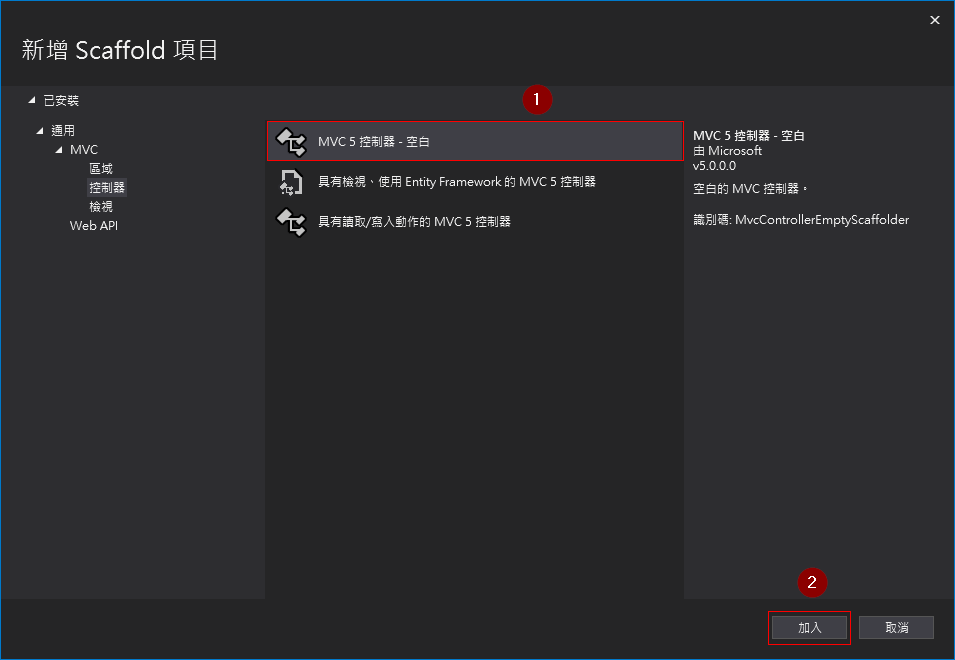 新增 Scaffold 項目
已安裝
通用
MVC
區域
控制器
檢視
Web API
1
MVC 5 控制器 - 空白
具有檢視、使用 Entity Framework 的 MVC 5 控制器
具有讀取/寫入動作的 MVC 5 控制器
MVC 5 控制器 - 空白
由 Microsoft
v5.0.0.0
空白的 MVC 控制器。
識別碼: MvcControllerEmptyScaffolder
2
加入
取消